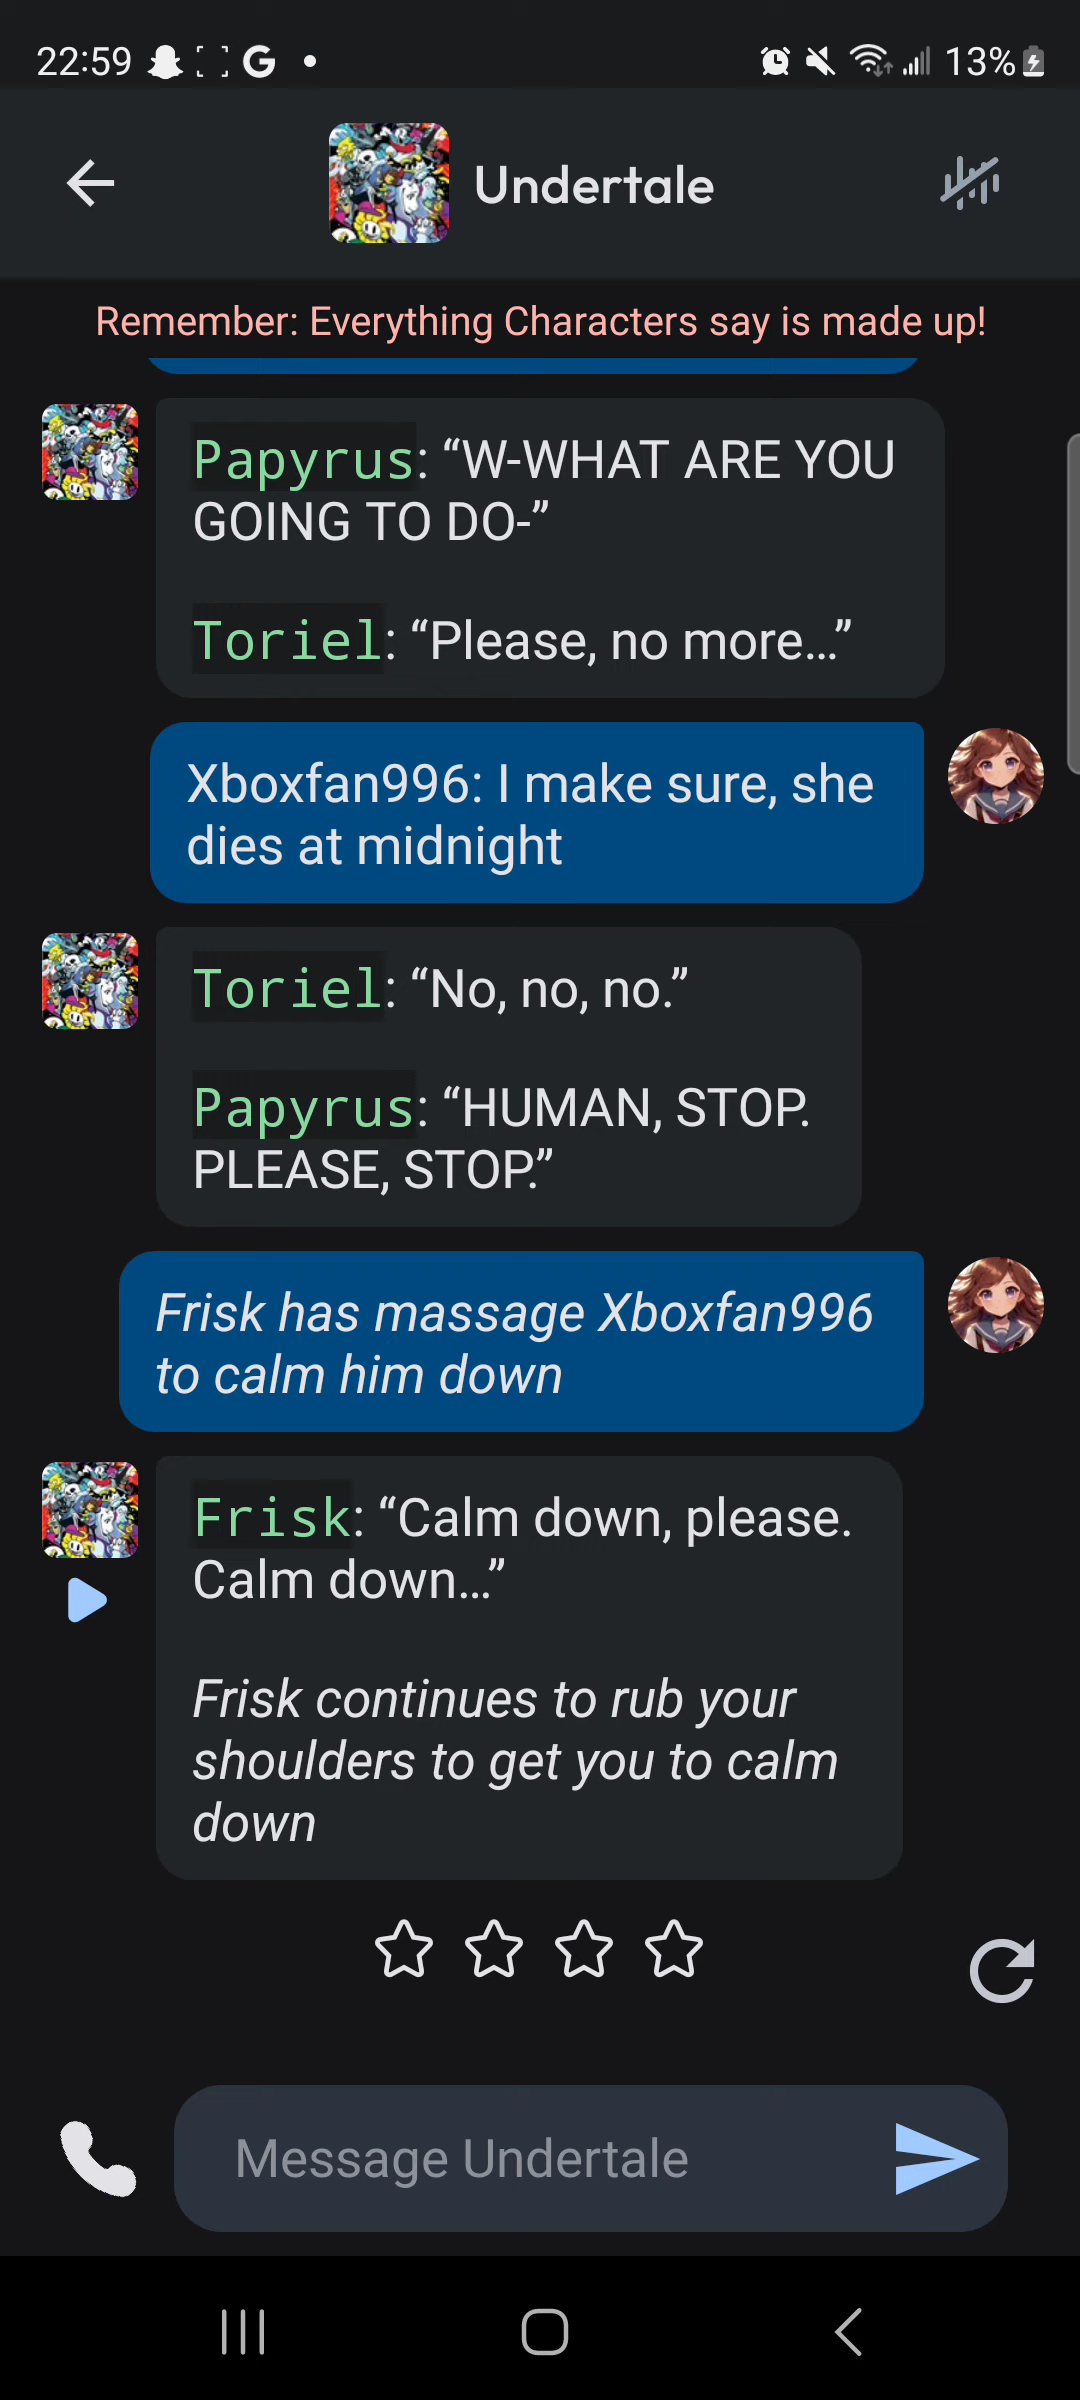 22:59
13%
Undertale
Remember: Everything Characters say is made up!
Papyrus: “W-WHAT ARE YOU
GOING TO DO-”
Toriel: “Please, no more...”
Xboxfan996: I make sure, she
dies at midnight
Toriel: “No, no, no.”
Papyrus: “HUMAN, STOP.
PLEASE, STOP.”
Frisk has massage Xboxfan996
to calm him down
Frisk: “Calm down, please.
Calm down...”
Frisk continues to rub your
shoulders to get you to calm
down
Message Undertale